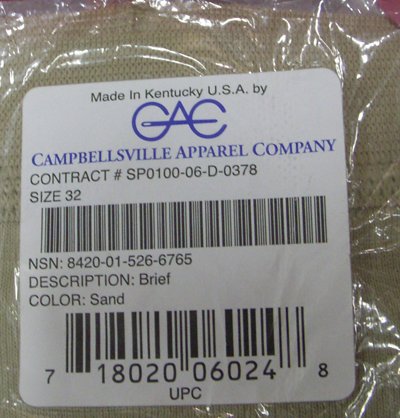 Made In Kentucky U.S.A. by
CAC
CAMPBELLSVILLE APPAREL COMPANY
CONTRACT # SP0100-06-D-0378
SIZE 32
NSN: 8420-01-526-6765
DESCRIPTION: Brief
COLOR: Sand
7 18020 06024 8
UPC